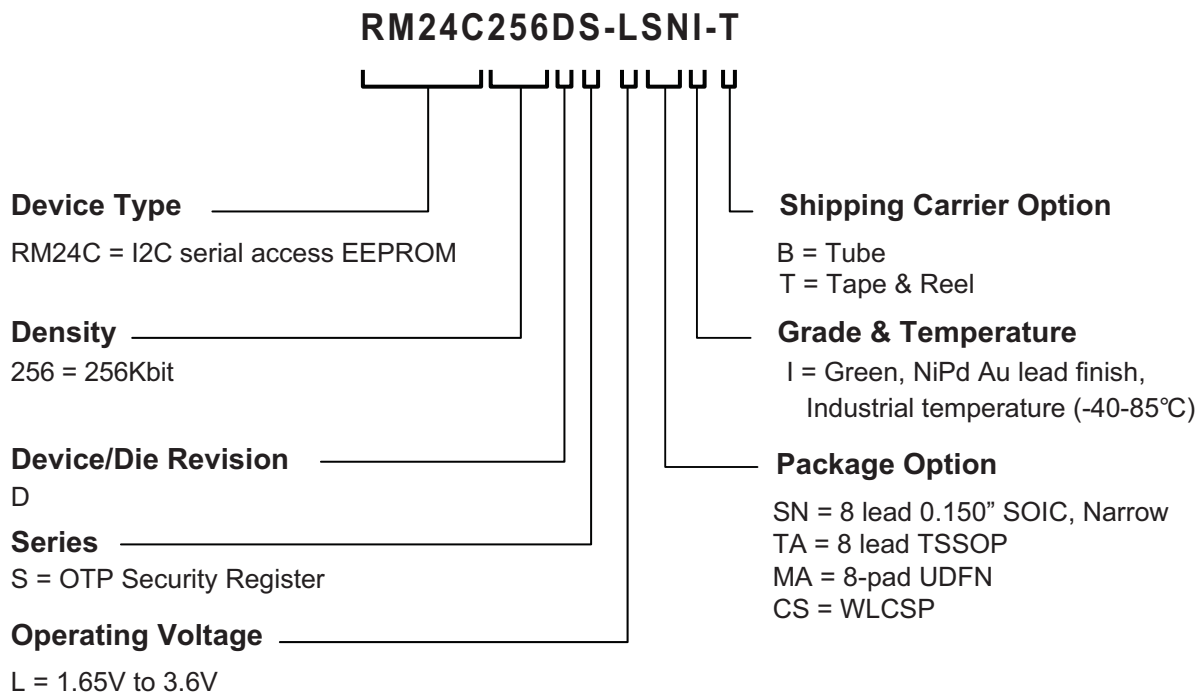 RM24C256DS-LSNI-T
Device Type
RM24C = I2C serial access EEPROM
Density
256 = 256Kbit
Device/Die Revision
D
Series
S = OTP Security Register
Operating Voltage
L = 1.65V to 3.6V
Shipping Carrier Option
B = Tube
T = Tape & Reel
Grade & Temperature
I = Green, NiPd Au lead finish,
Industrial temperature (-40-85℃)
Package Option
SN = 8 lead 0.150” SOIC, Narrow
TA = 8 lead TSSOP
MA = 8-pad UDFN
CS = WLCSP